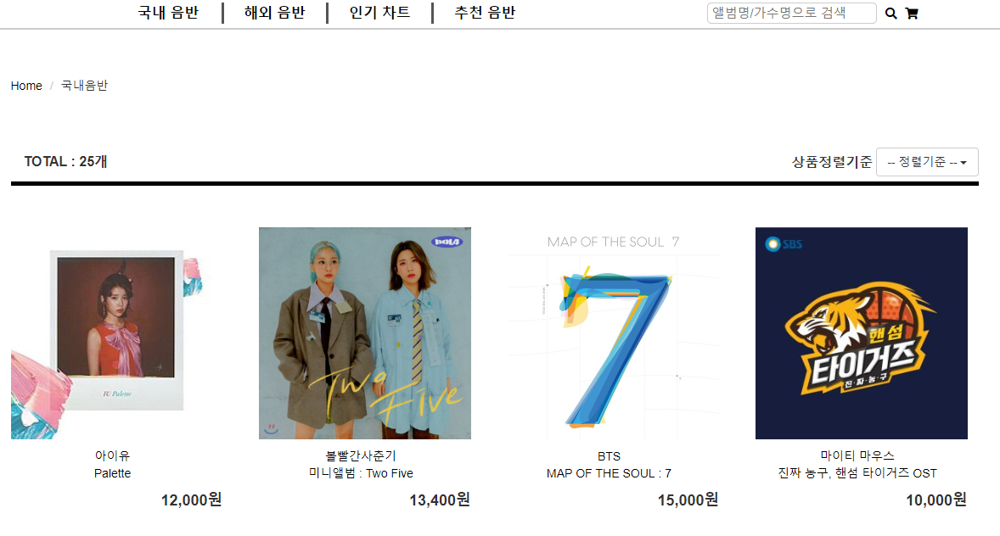 국내 음반
해외 음반
인기 차트
추천 음반
앨범명/가수명으로 검색
Home / 국내음반
TOTAL : 25개
상품정렬기준
-- 정렬기준 --
IU Palette
BOL4
Two
Five
MAP OF THE SOUL 7
SBS
핸섬
타이거즈
진·짜·농·구
아이유
Palette
12,000원
볼빨간사춘기
미니앨범 : Two Five
13,400원
BTS
MAP OF THE SOUL : 7
15,000원
마이티 마우스
진짜 농구, 핸섬 타이거즈 OST
10,000원